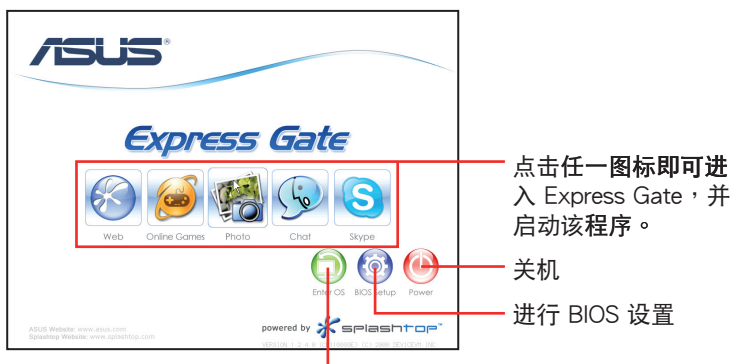 ASUS
Express Gate
Web Online Games Photo Chat Skype
Enter OS BIOS Setup Power
ASUS Website: www.asus.com
Splashtop Website: www.splashtop.com
powered by splashtop™
点击任一图标即可进
入 Express Gate，并
启动该程序。
关机
进行 BIOS 设置